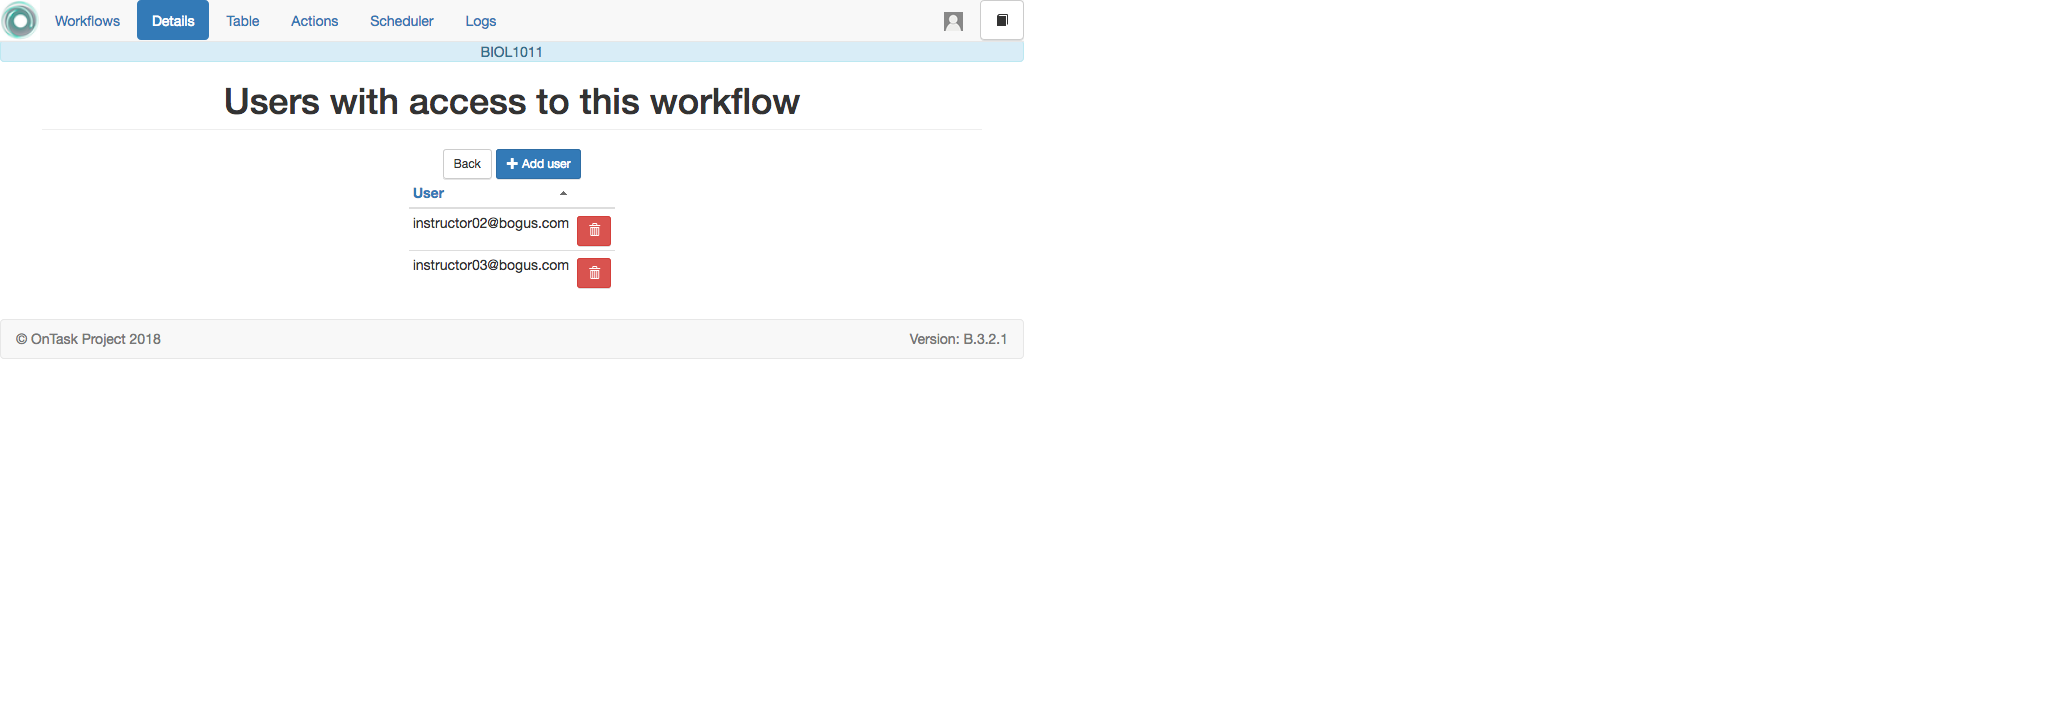 Workflows Details Table Actions Scheduler Logs
BIOL1011
Users with access to this workflow
Back Add user
User
instructor02@bogus.com
instructor03@bogus.com
© OnTask Project 2018 Version: B.3.2.1